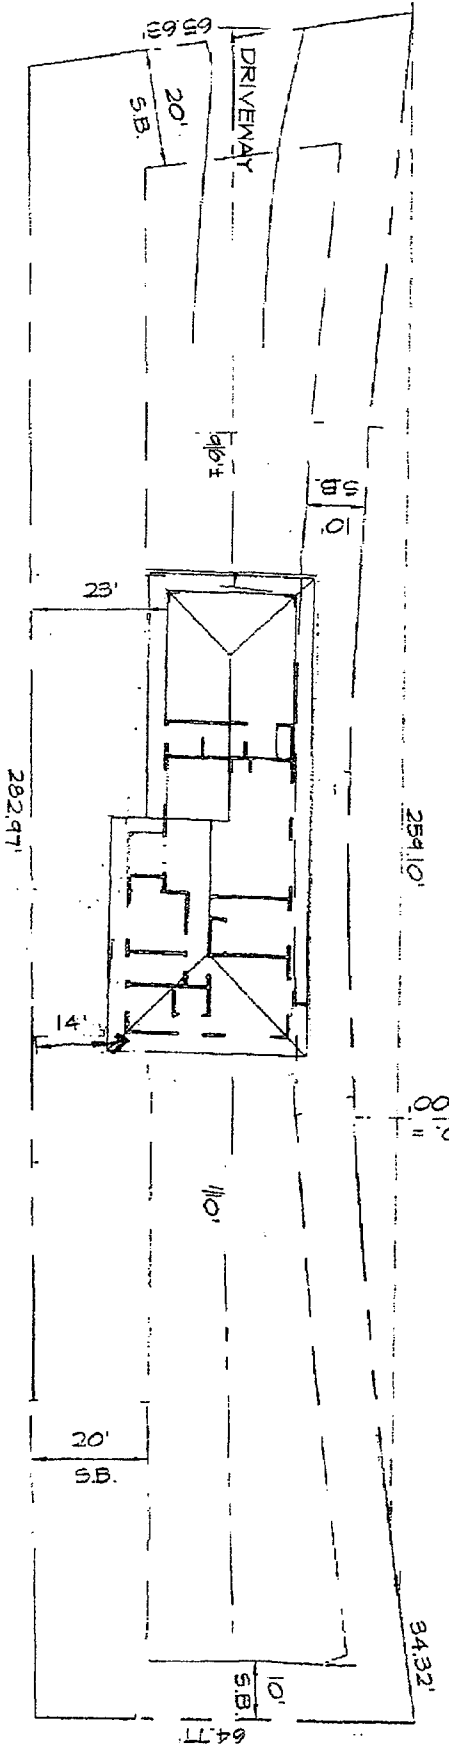 65.63'
DRIVEWAY
20'
S.B.
96'±
S.B.
10'
23'
259.10'
282.97'
14'
110'
20'
S.B.
34.32'
10'
S.B.
64.77'